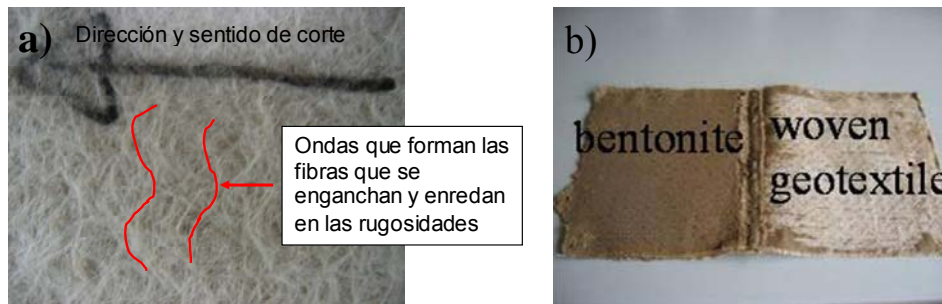 a)
Dirección y sentido de corte
Ondas que forman las
fibras que se
enganchan y enredan
en las rugosidades
b)
bentonite
woven
geotextile